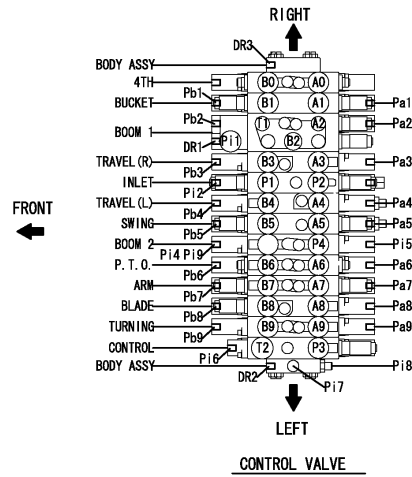 RIGHT
DR3
BODY ASSY
4TH B0 A0
Pb1
BUCKET B1 A1 Pa1
Pb2 T1 A2 Pa2
BOOM 1
DR1 Pi1 B2
TRAVEL(R) B3 A3 Pa3
Pb3
INLET P1 P2
Pi2
TRAVEL(L) B4 A4 Pa4
Pb4
SWING B5 A5 Pa5
Pb5
FRONT
BOOM 2 P4 Pi5
Pi4 Pi9
P.T.O. B6 A6 Pa6
Pb6
ARM B7 A7 Pa7
Pb7
BLADE B8 A8 Pa8
Pb8
TURNING B9 A9 Pa9
Pb9
CONTROL T2 P3
Pi6
BODY ASSY Pi8
DR2 Pi7
LEFT
CONTROL VALVE